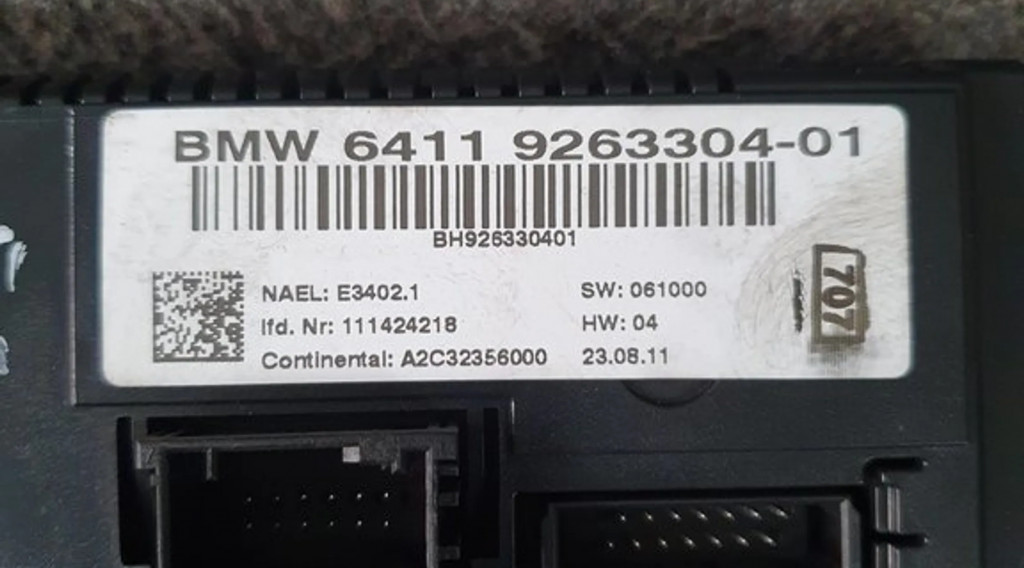 BMW 6411 9263304-01
BH926330401
NAEL: E3402.1
SW: 061000
lfd. Nr: 111424218
HW: 04
Continental: A2C32356000
23.08.11
707